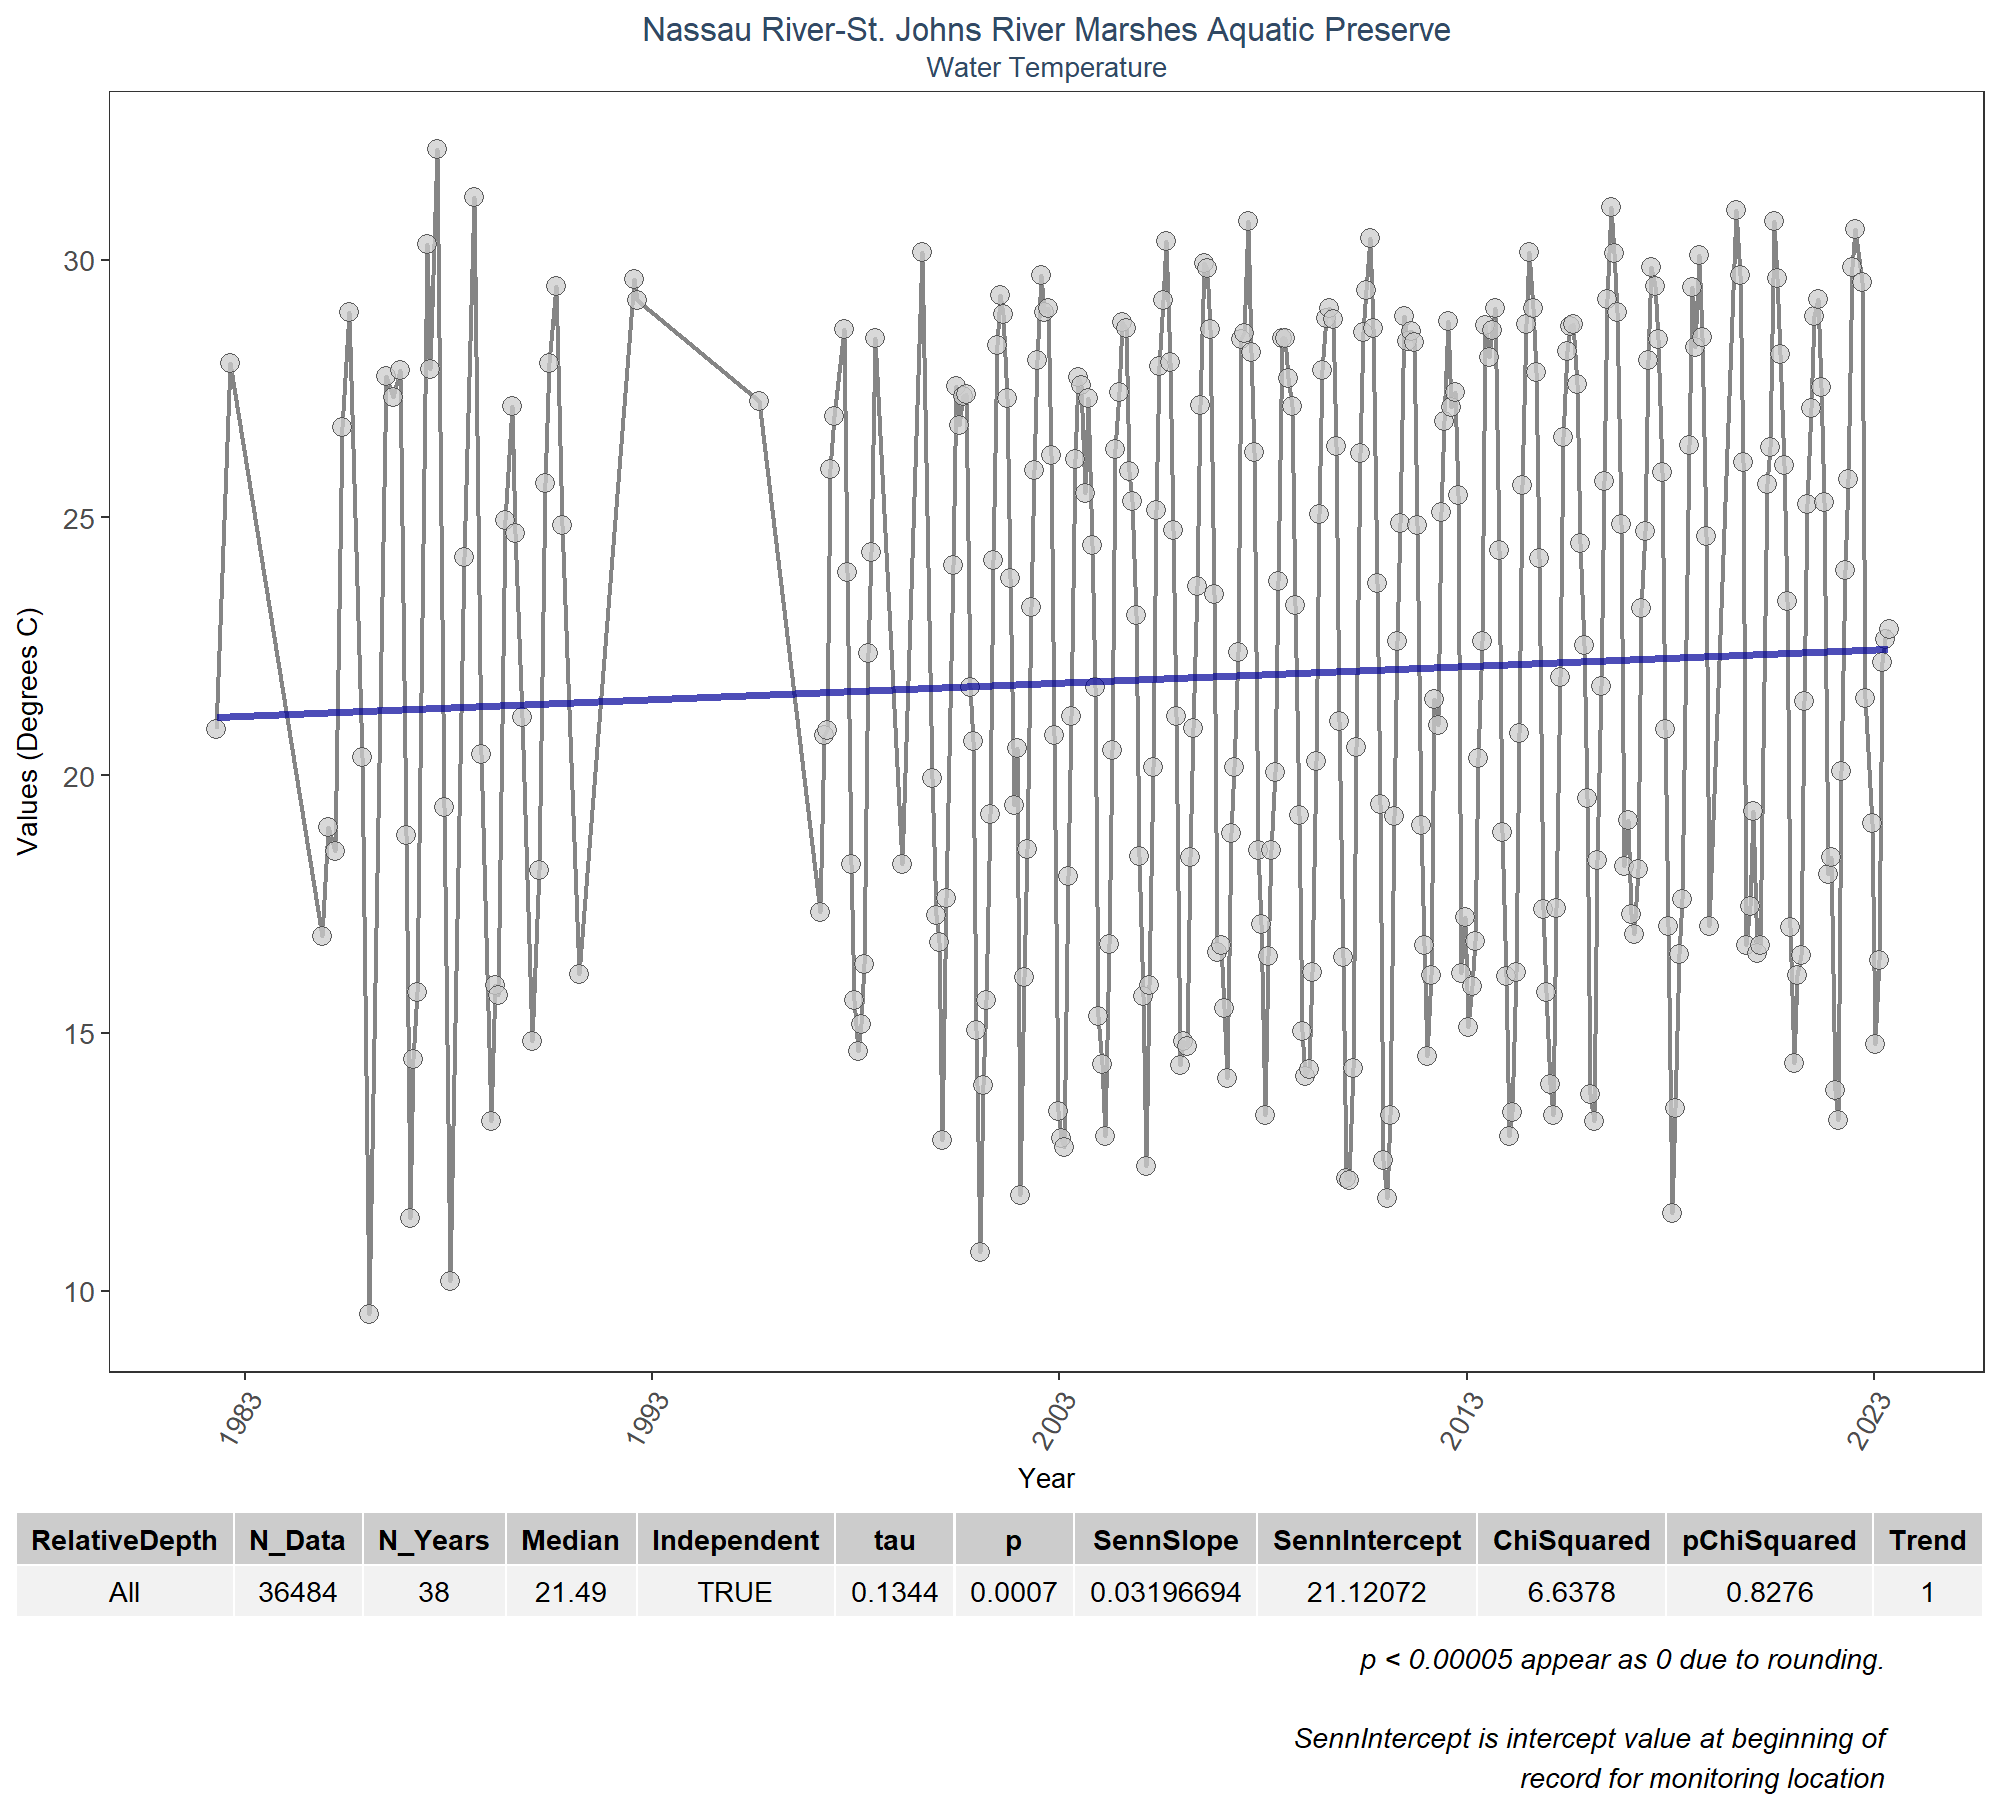 Nassau River-St. Johns River Marshes Aquatic Preserve
Water Temperature
Values (Degrees C)
30
25
20
15
10
1983
1993
2003
2013
2023
Year
RelativeDepth N_Data N_Years Median Independent tau p SennSlope SennIntercept ChiSquared pChiSquared Trend
All 36484 38 21.49 TRUE 0.1344 0.0007 0.03196694 21.12072 6.6378 0.8276 1
p < 0.00005 appear as 0 due to rounding.
SennIntercept is intercept value at beginning of
record for monitoring location